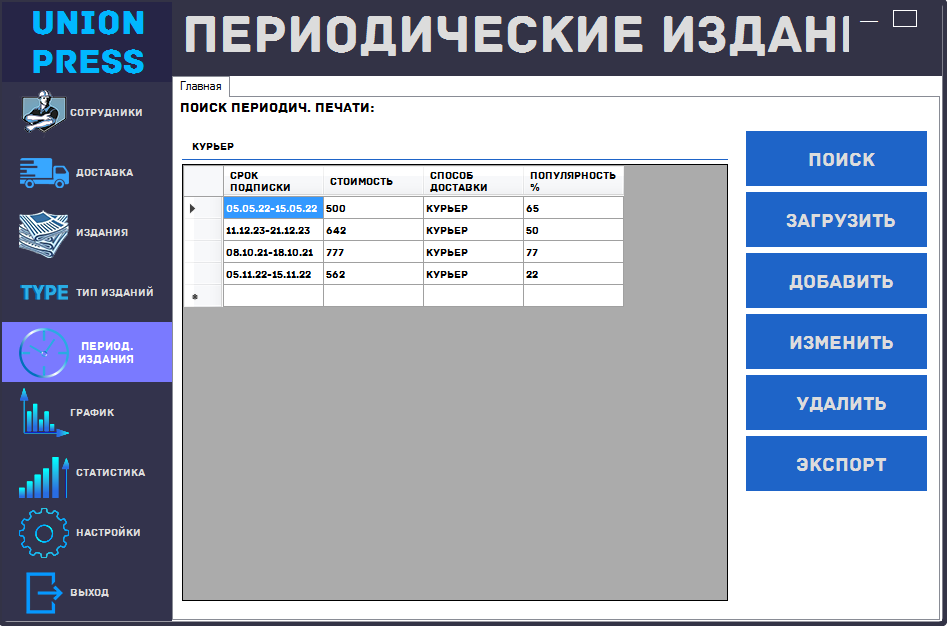 UNION
PRESS
ПЕРИОДИЧЕСКИЕ ИЗДАНІ
СОТРУДНИКИ
ДОСТАВКА
ИЗДАНИЯ
TYPE ТИП ИЗДАНИЙ
ПЕРИОД.
ИЗДАНИЯ
ГРАФИК
СТАТИСТИКА
НАСТРОЙКИ
ВЫХОД
Главная
ПОИСК ПЕРИОДИЧ. ПЕЧАТИ:
КУРЬЕР
СРОК ПОДПИСКИ СТОИМОСТЬ СПОСОБ ДОСТАВКИ ПОПУЛЯРНОСТЬ %
05.05.22-15.05.22 500 КУРЬЕР 65
11.12.23-21.12.23 642 КУРЬЕР 50
08.10.21-18.10.21 777 КУРЬЕР 77
05.11.22-15.11.22 562 КУРЬЕР 22
ПОИСК
ЗАГРУЗИТЬ
ДОБАВИТЬ
ИЗМЕНИТЬ
УДАЛИТЬ
ЭКСПОРТ